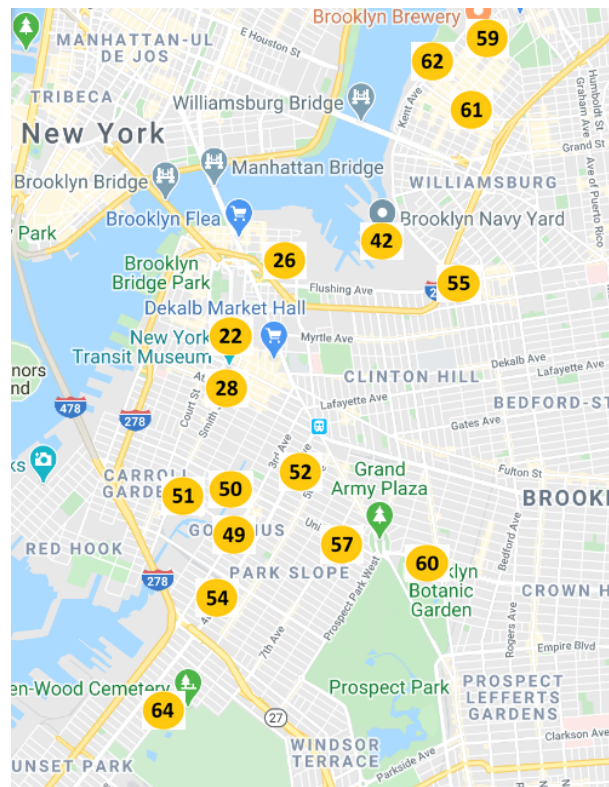 Brooklyn Brewery
59
MANHATTAN-UL
DE JOS
E Houston St
62
Kent Ave
Humboldt St
Graham Ave
TRIBECA
Williamsburg Bridge
61
Grand St
New York
Ave of Puerto Rico
Manhattan Bridge
Brooklyn Bridge
WILLIAMSBURG
Brooklyn Flea
Brooklyn Navy Yard
Park
42
26
Brooklyn
Bridge Park
Flushing Ave
55
Dekalb Market Hall
22
New York
Transit Museum
Myrtle Ave
Dekalb Ave
CLINTON HILL
28
Court St
Smith
Lafayette Ave
BEDFORD-ST
478
278
Gates Ave
3rd Ave
52
Grand
Army Plaza
Fulton St
CARROLL
GARDE
51
50
BROOKL
49
57
60
Bedford Ave
RED HOOK
278
PARK SLOPE
Prospect Park West
klyn
Botanic
Garden
CROWN H
54
7th Ave
Rogers Ave
Empire Blvd
en-Wood Cemetery
Prospect Park
PROSPECT
LEFFERTS
GARDENS
64
27
Clarkson Ave
WINDSOR
TERRACE
UNSET PARK
Parkside Ave